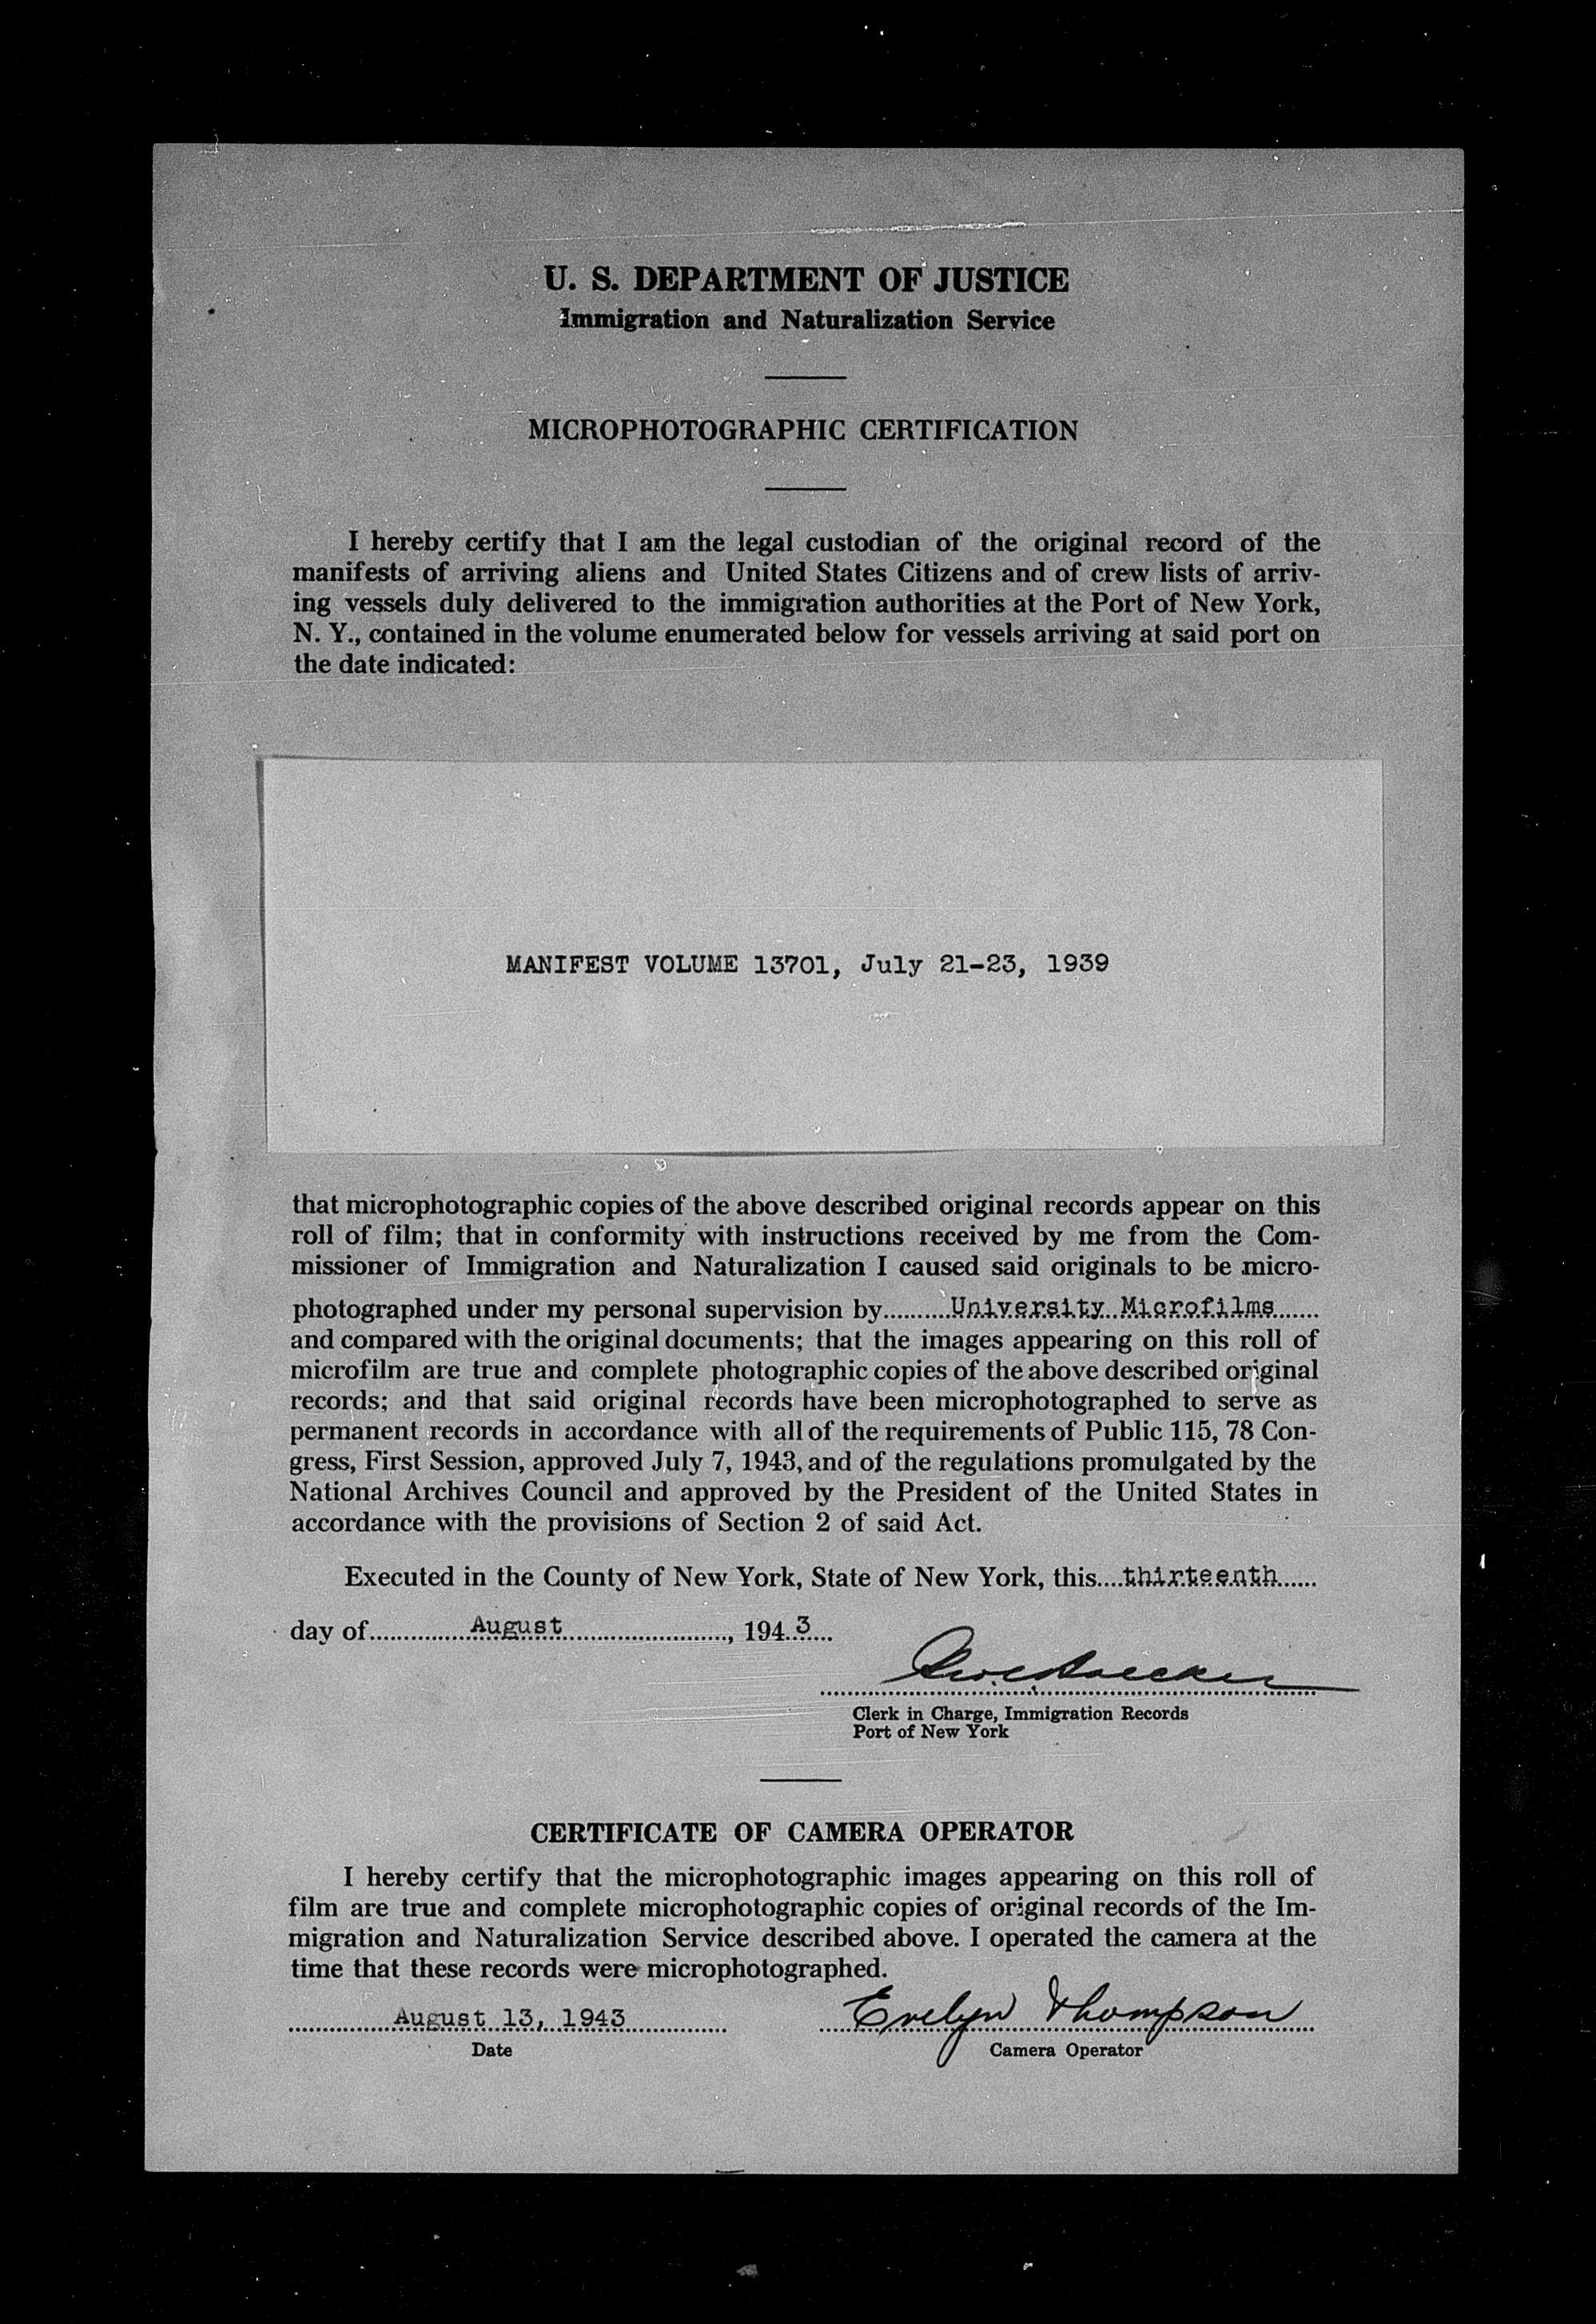 U. S. DEPARTMENT OF JUSTICE
Immigration and Naturalization Service
MICROPHOTOGRAPHIC CERTIFICATION
I hereby certify that I am the legal custodian of the original record of the
manifests of arriving aliens and United States Citizens and of crew lists of arriv-
ing vessels duly delivered to the immigration authorities at the Port of New York,
N. Y., contained in the volume enumerated below for vessels arriving at said port on
the date indicated:
MANIFEST VOLUME 13701, July 21-23, 1939
that microphotographic copies of the above described original records appear on this
roll of film; that in conformity with instructions received by me from the Com-
missioner of Immigration and Naturalization I caused said originals to be micro-
photographed under my personal supervision by University Microfilms
and compared with the original documents; that the images appearing on this roll of
microfilm are true and complete photographic copies of the above described original
records; and that said original records have been microphotographed to serve as
permanent records in accordance with all of the requirements of Public 115, 78 Con-
gress, First Session, approved July 7, 1943, and of the regulations promulgated by the
National Archives Council and approved by the President of the United States in
accordance with the provisions of Section 2 of said Act.
Executed in the County of New York, State of New York, this thirteenth
day of August, 1943
Clerk in Charge, Immigration Records
Port of New York
CERTIFICATE OF CAMERA OPERATOR
I hereby certify that the microphotographic images appearing on this roll of
film are true and complete microphotographic copies of original records of the Im-
migration and Naturalization Service described above. I operated the camera at the
time that these records were microphotographed.
August 13, 1943 Evelyn Thompson
Date Camera Operator